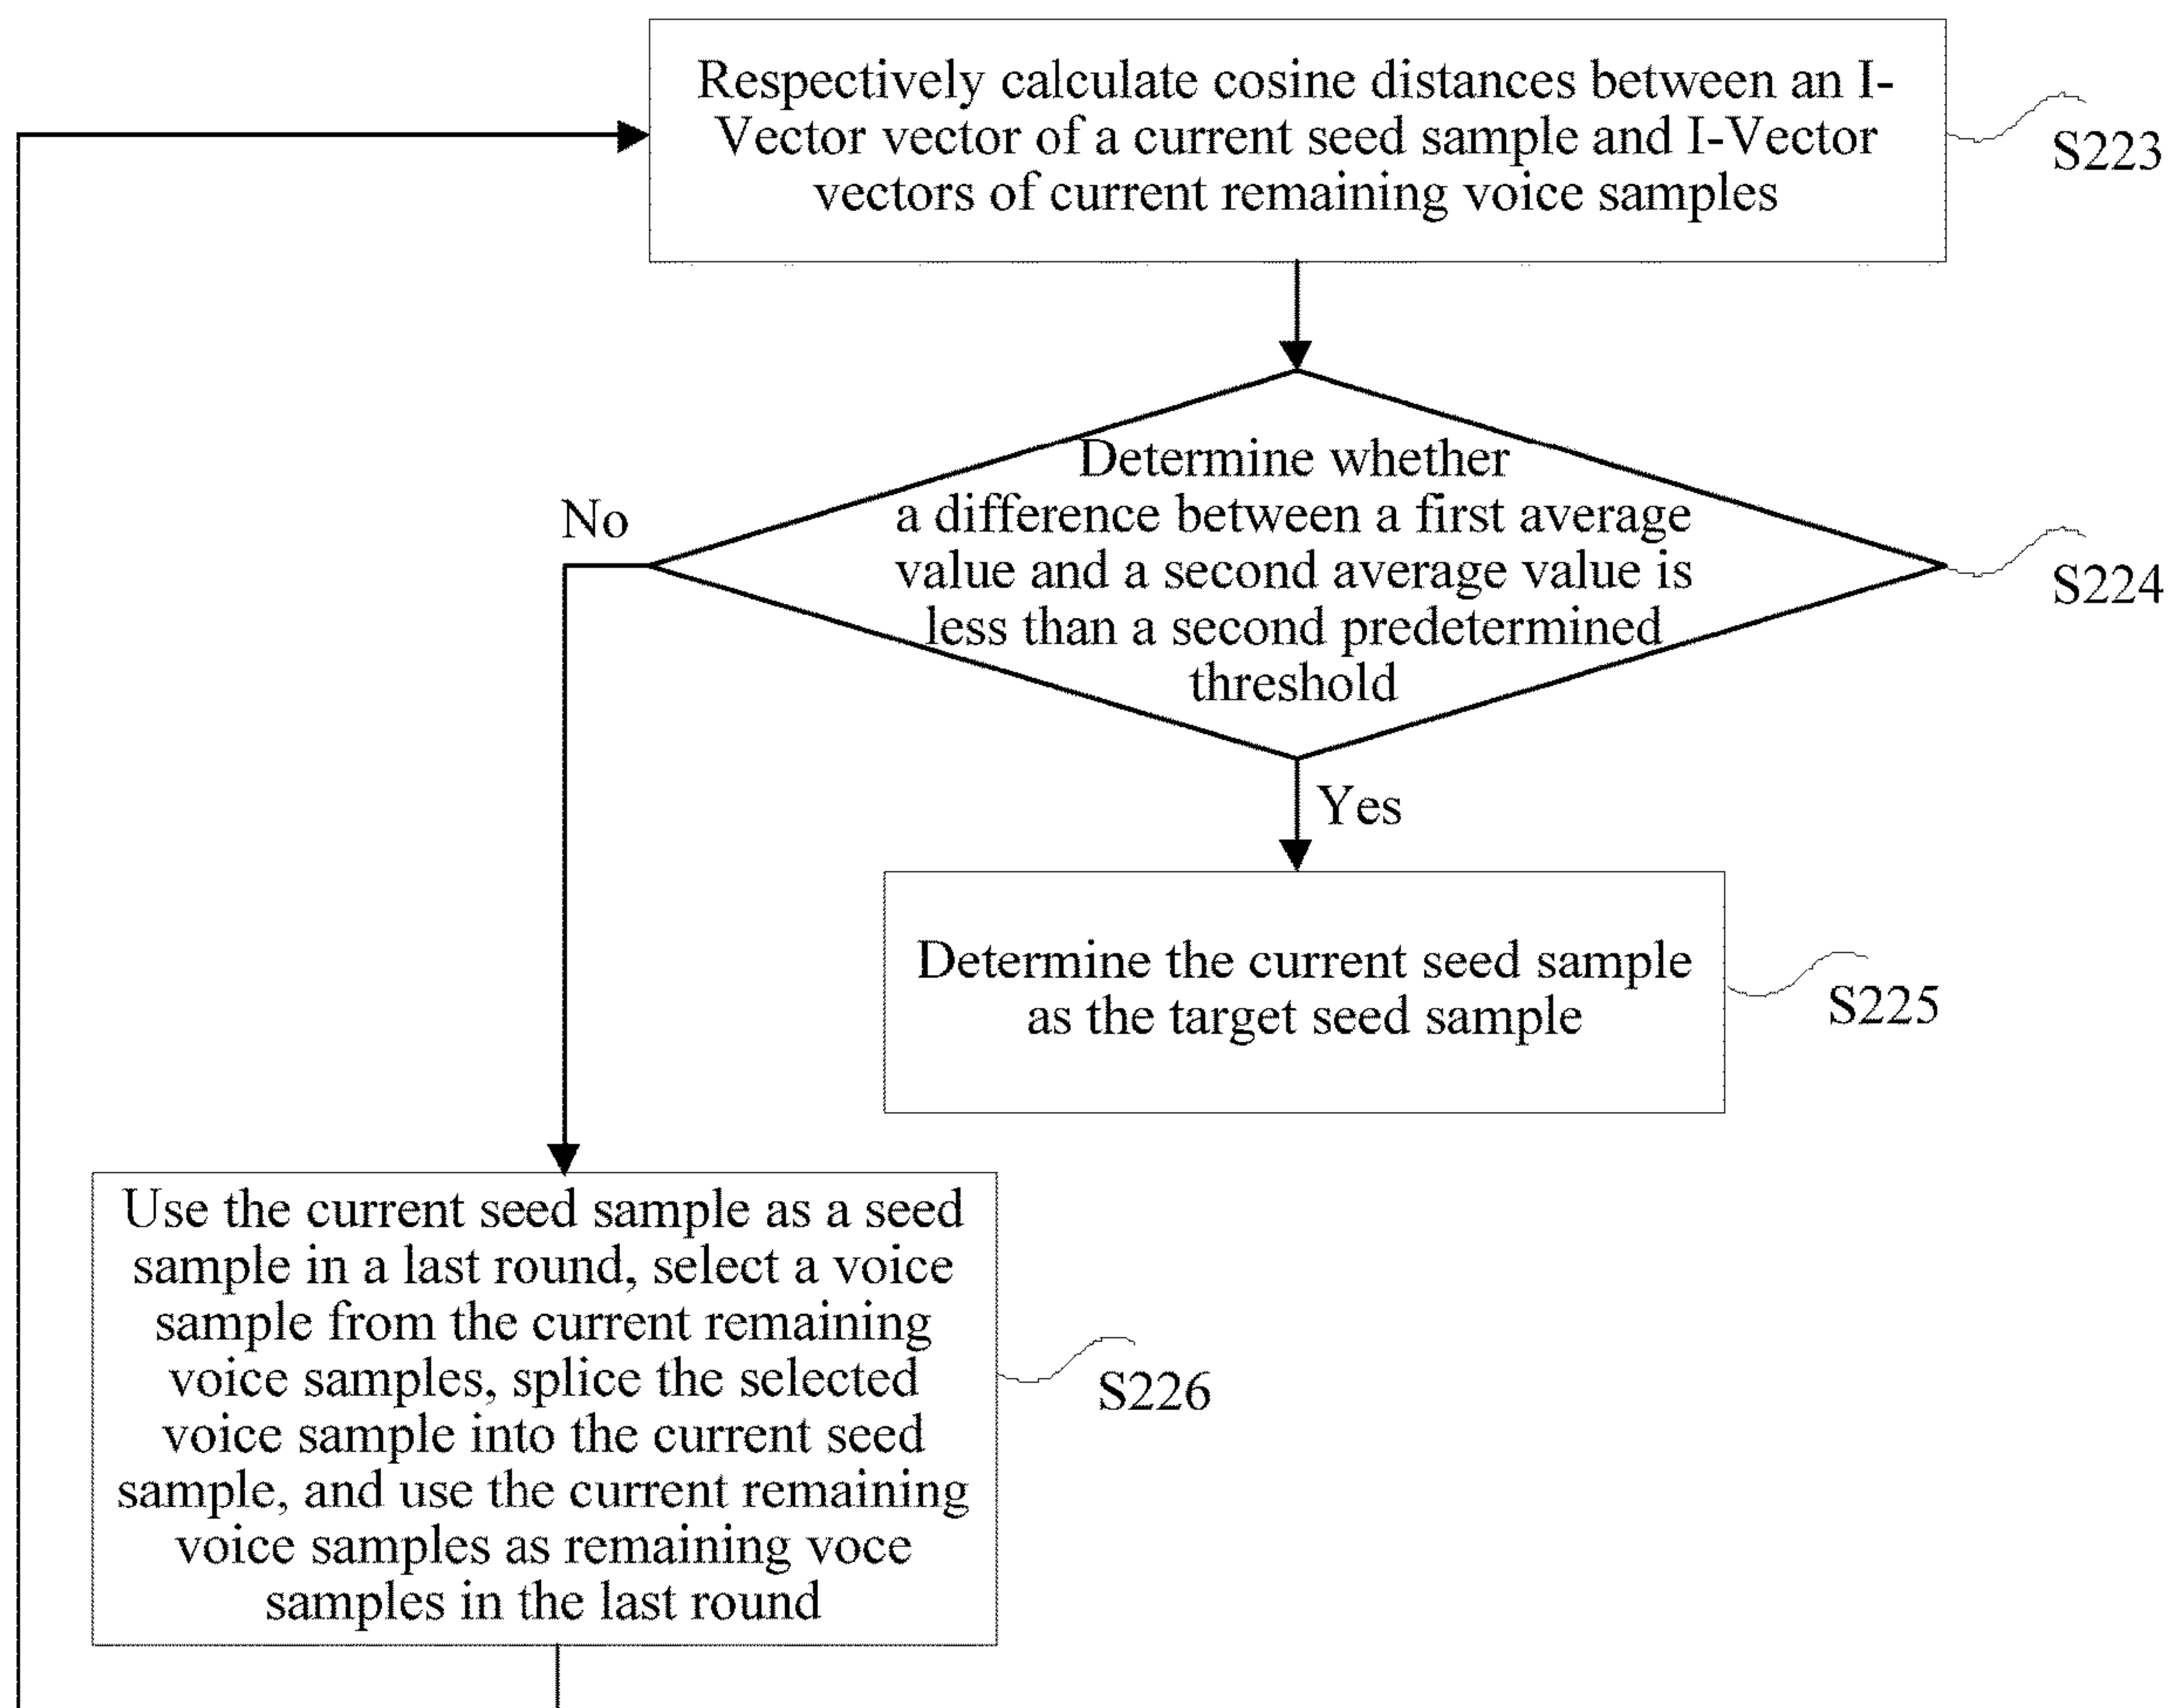 Respectively calculate cosine distances between an I-
Vector vector of a current seed sample and I-Vector
vectors of current remaining voice samples
S223
Determine whether
a difference between a first average
value and a second average value is
less than a second predetermined
threshold
No
S224
Yes
Determine the current seed sample
as the target seed sample
S225
Use the current seed sample as a seed
sample in a last round, select a voice
sample from the current remaining
voice samples, splice the selected
voice sample into the current seed
sample, and use the current remaining
voice samples as remaining voce
samples in the last round
S226